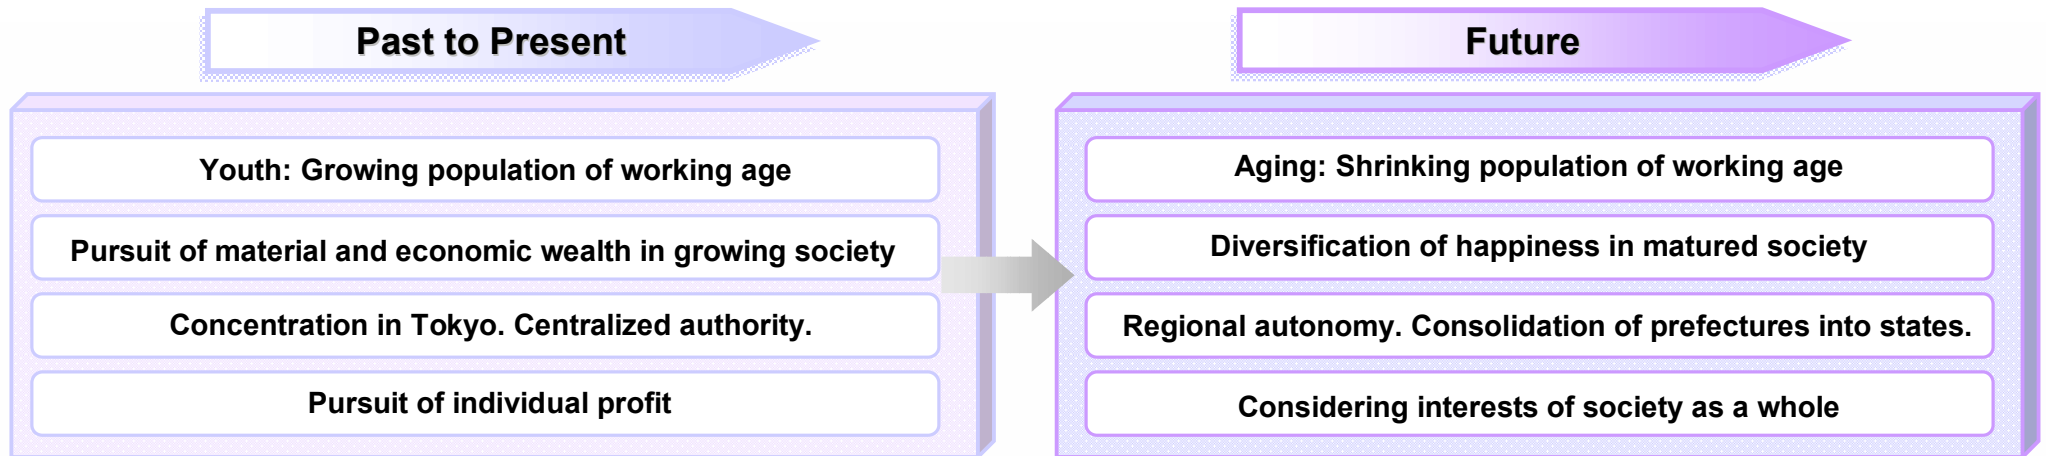 Past to Present
Youth: Growing population of working age
Pursuit of material and economic wealth in growing society
Concentration in Tokyo. Centralized authority.
Pursuit of individual profit
Future
Aging: Shrinking population of working age
Diversification of happiness in matured society
Regional autonomy. Consolidation of prefectures into states.
Considering interests of society as a whole